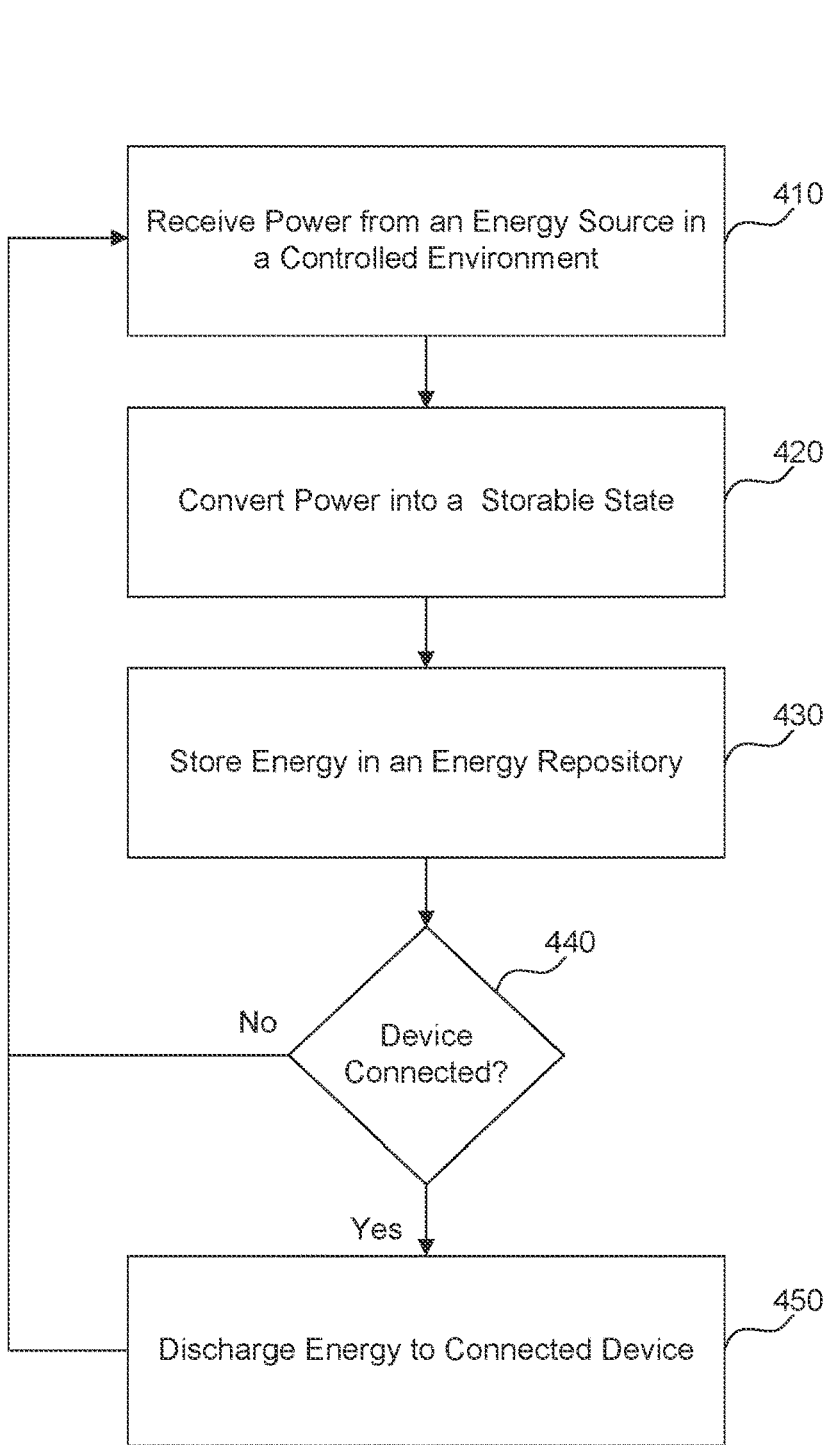 410
Receive Power from an Energy Source in
a Controlled Environment
420
Convert Power into a Storable State
430
Store Energy in an Energy Repository
440
No
Device
Connected?
Yes
450
Discharge Energy to Connected Device